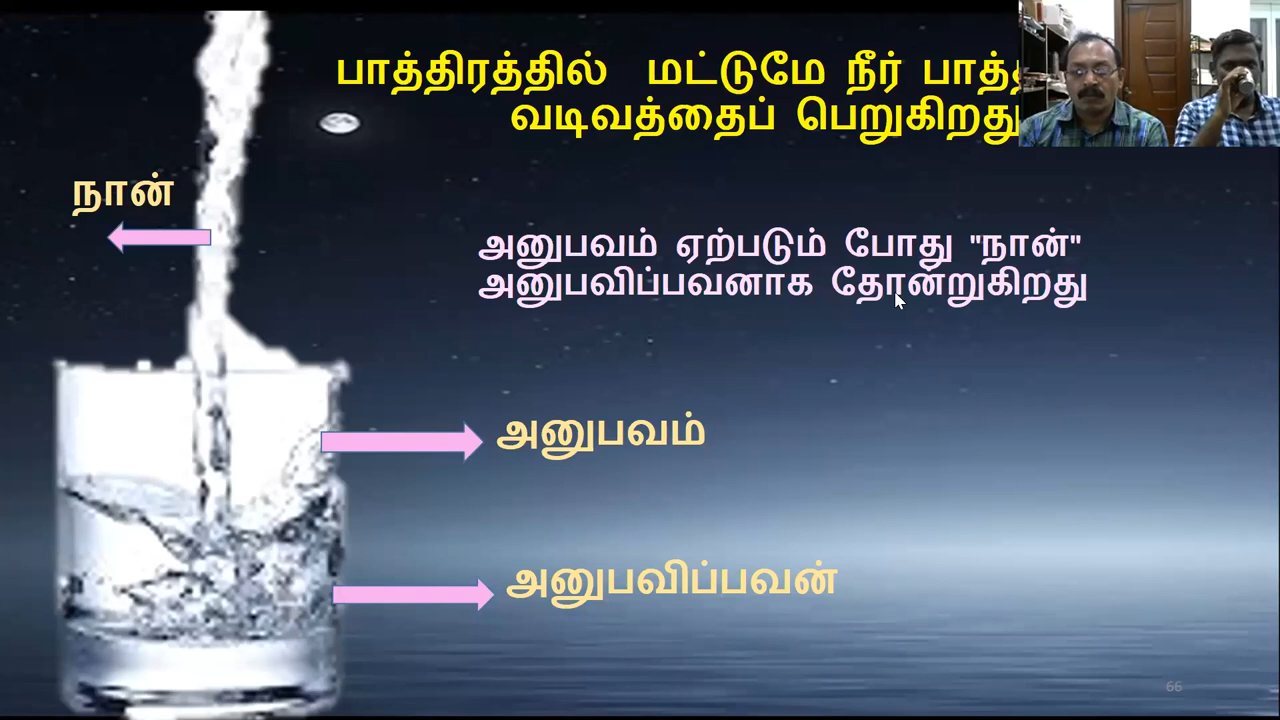 பாத்திரத்தில் மட்டுமே நீர்
வடிவத்தைப் பெறுகிறது
நான்
அனுபவம் ஏற்படும் போது "நான்"
அனுபவிப்பவனாக தோன்றுகிறது
அனுபவம்
அனுபவிப்பவன்
66